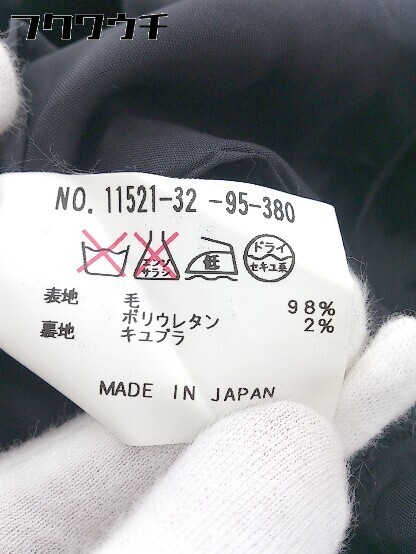 フクワウチ
NO. 11521-32 -95-380
エンソ
サラシ
低
ドライ
セキユ系
表地 毛 98%
ポリウレタン 2%
裏地 キュプラ
MADE IN JAPAN